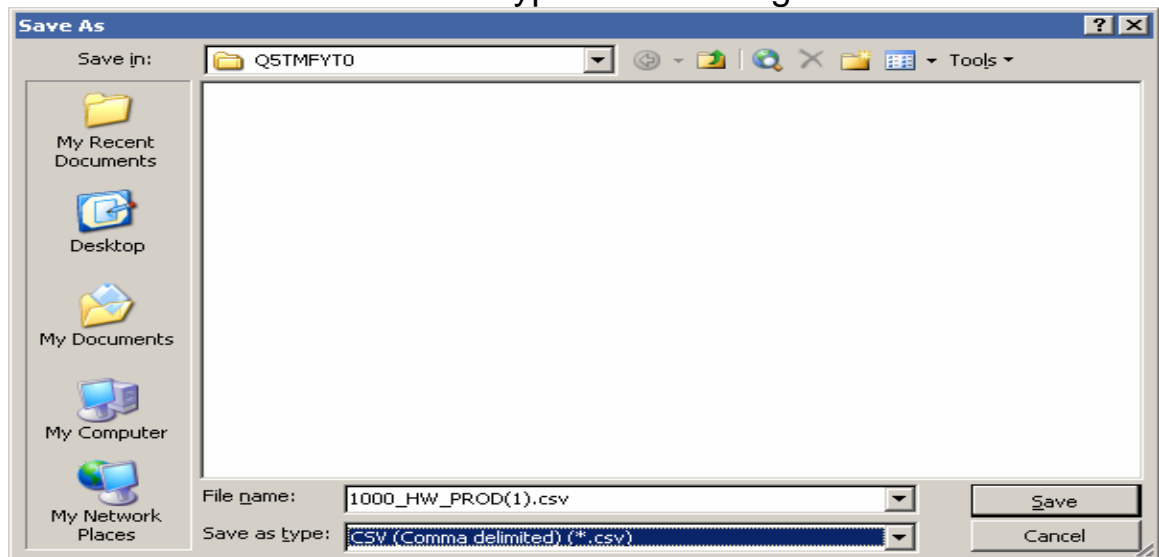 Save As
Save in:
Q5TMFYT0
Tools
My Recent
Documents
Desktop
My Documents
My Computer
My Network
Places
File name:
1000_HW_PROD(1).csv
Save
Save as type:
CSV (Comma delimited) (*.csv)
Cancel